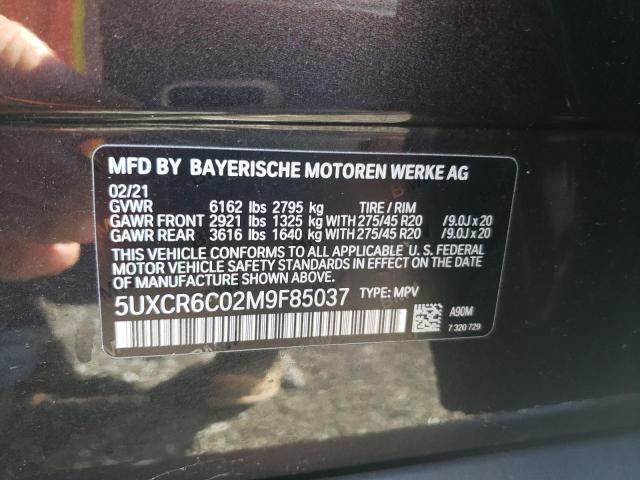 MFD BY BAYERISCHE MOTOREN WERKE AG
02/21
GVWR 6162 lbs 2795 kg TIRE / RIM
GAWR FRONT 2921 lbs 1325 kg WITH 275/45 R20 /9.0J x 20
GAWR REAR 3616 lbs 1640 kg WITH 275/45 R20 /9.0J x 20
THIS VEHICLE CONFORMS TO ALL APPLICABLE U. S. FEDERAL
MOTOR VEHICLE SAFETY STANDARDS IN EFFECT ON THE DATE
OF MANUFACTURE SHOWN ABOVE.
5UXCR6C02M9F85037 TYPE: MPV
A90M
7 320 729